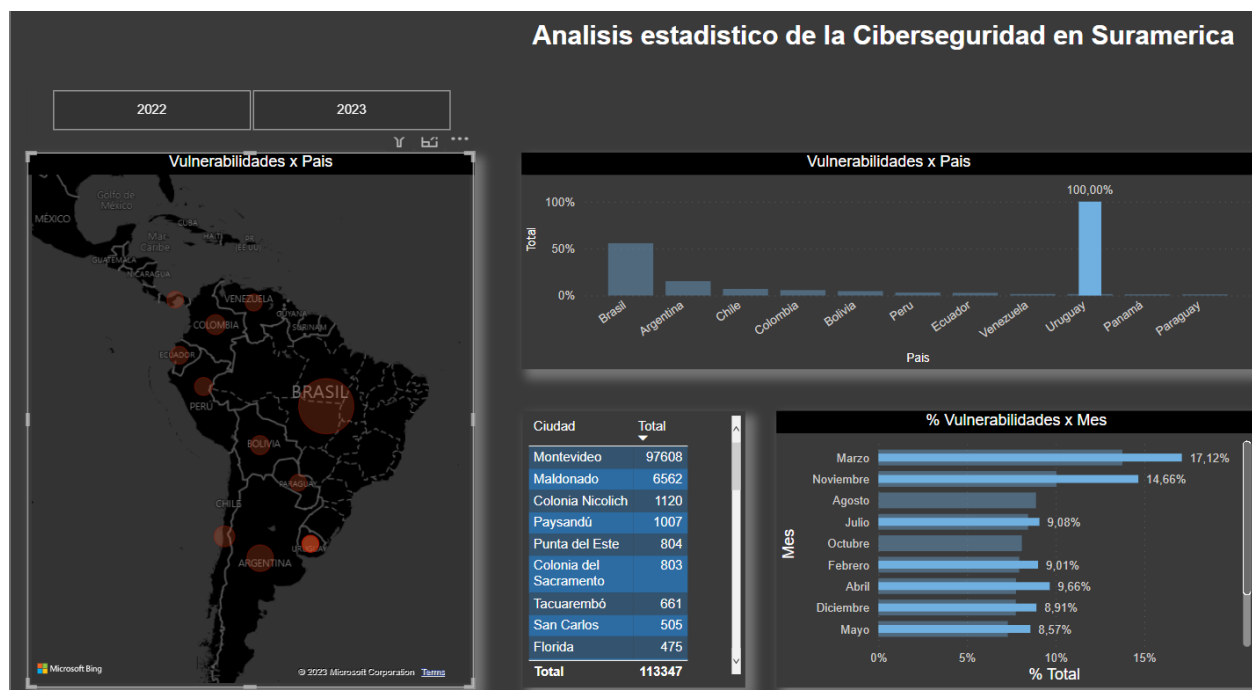 Analisis estadistico de la Ciberseguridad en Suramerica
2022
2023
Vulnerabilidades x Pais
Golfo de
México
MÉXICO
CUBA
Mar
Caribe
HAITÍ
DE
EE.UU.
GUATEMALA
NICARAGUA
VENEZUELA
GUYANA
COLOMBIA
SURINAM
ECUADOR
BRASIL
PERÚ
BOLIVIA
PARAGUAY
CHILE
URUGUAY
ARGENTINA
Microsoft Bing
© 2023 Microsoft Corporation Terms
Vulnerabilidades x Pais
100,00%
100%
50%
0%
Total
Brasil
Argentina
Chile
Colombia
Bolivia
Peru
Ecuador
Venezuela
Uruguay
Panamá
Paraguay
Pais
Ciudad Total
Montevideo 97608
Maldonado 6562
Colonia Nicolich 1120
Paysandú 1007
Punta del Este 804
Colonia del 803
Sacramento
Tacuarembó 661
San Carlos 505
Florida 475
Total 113347
% Vulnerabilidades x Mes
Mes
Marzo 17,12%
Noviembre 14,66%
Agosto
Julio 9,08%
Octubre
Febrero 9,01%
Abril 9,66%
Diciembre 8,91%
Mayo 8,57%
0% 5% 10% 15%
% Total